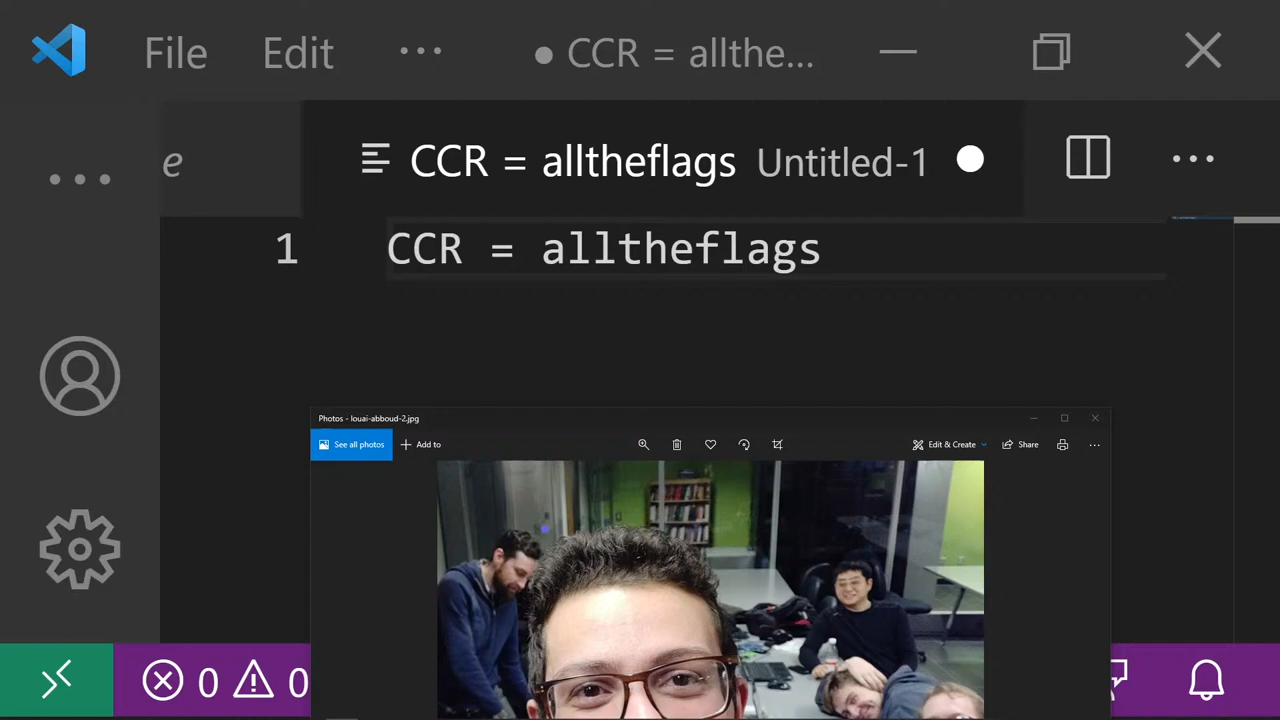 File Edit ··· ● CCR = allthe...
e
CCR = alltheflags Untitled-1
1 CCR = alltheflags
Photos - louai-abboud-2.jpg
See all photos + Add to Edit & Create Share
0 0